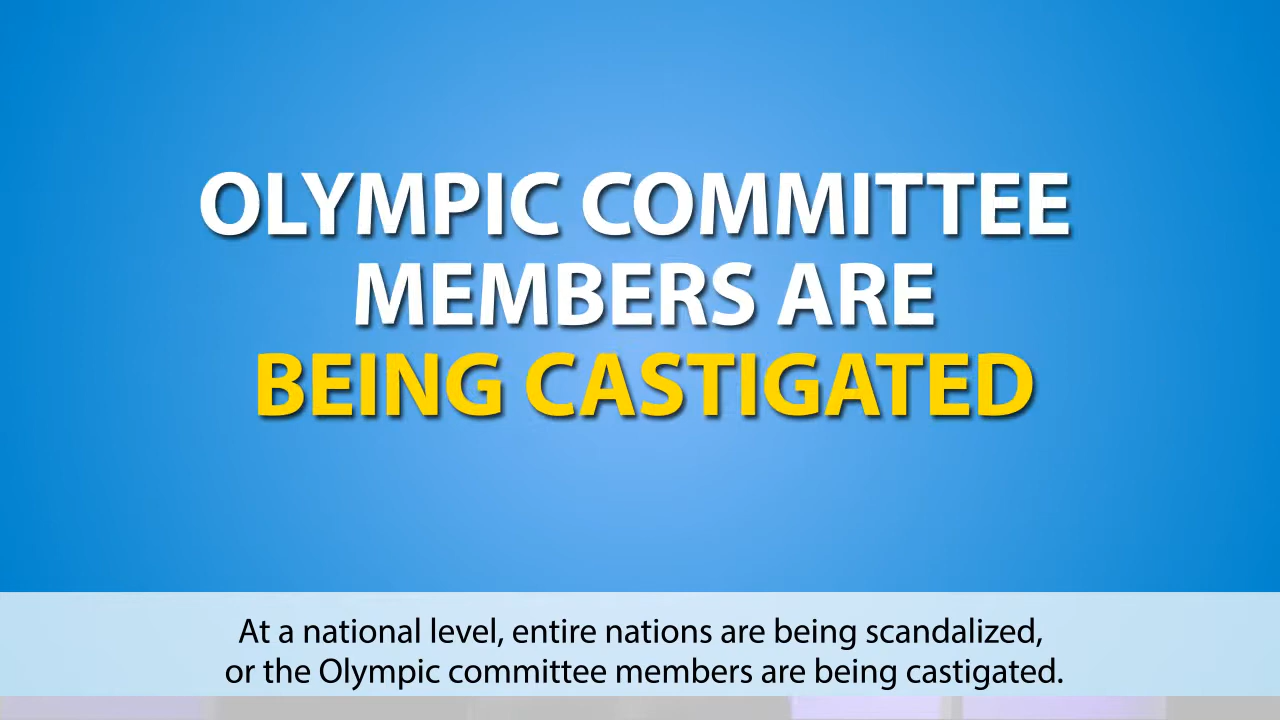 OLYMPIC COMMITTEE
MEMBERS ARE
BEING CASTIGATED
At a national level, entire nations are being scandalized,
or the Olympic committee members are being castigated.